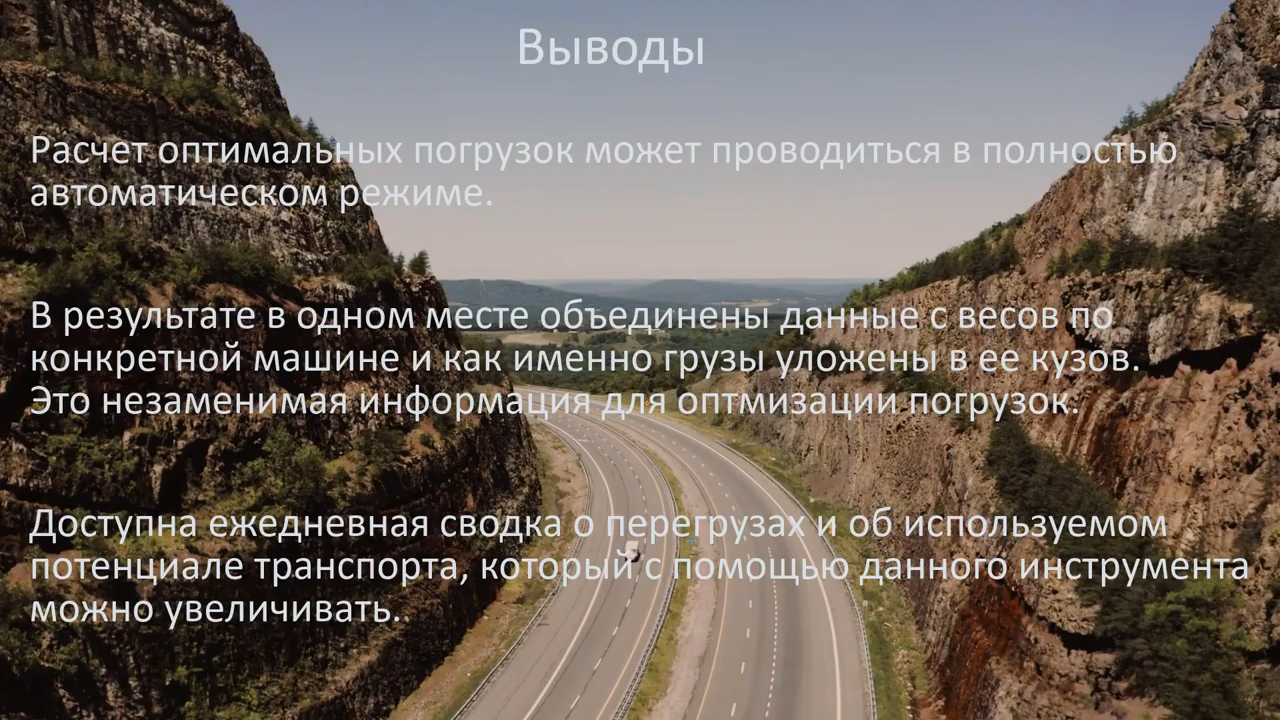 Выводы
Расчет оптимальных погрузок может проводиться в полностью
автоматическом режиме.
В результате в одном месте объединены данные с весов по
конкретной машине и как именно грузы уложены в ее кузов.
Это незаменимая информация для оптмизации погрузок.
Доступна ежедневная сводка о перегрузах и об используемом
потенциале транспорта, который с помощью данного инструмента
можно увеличивать.